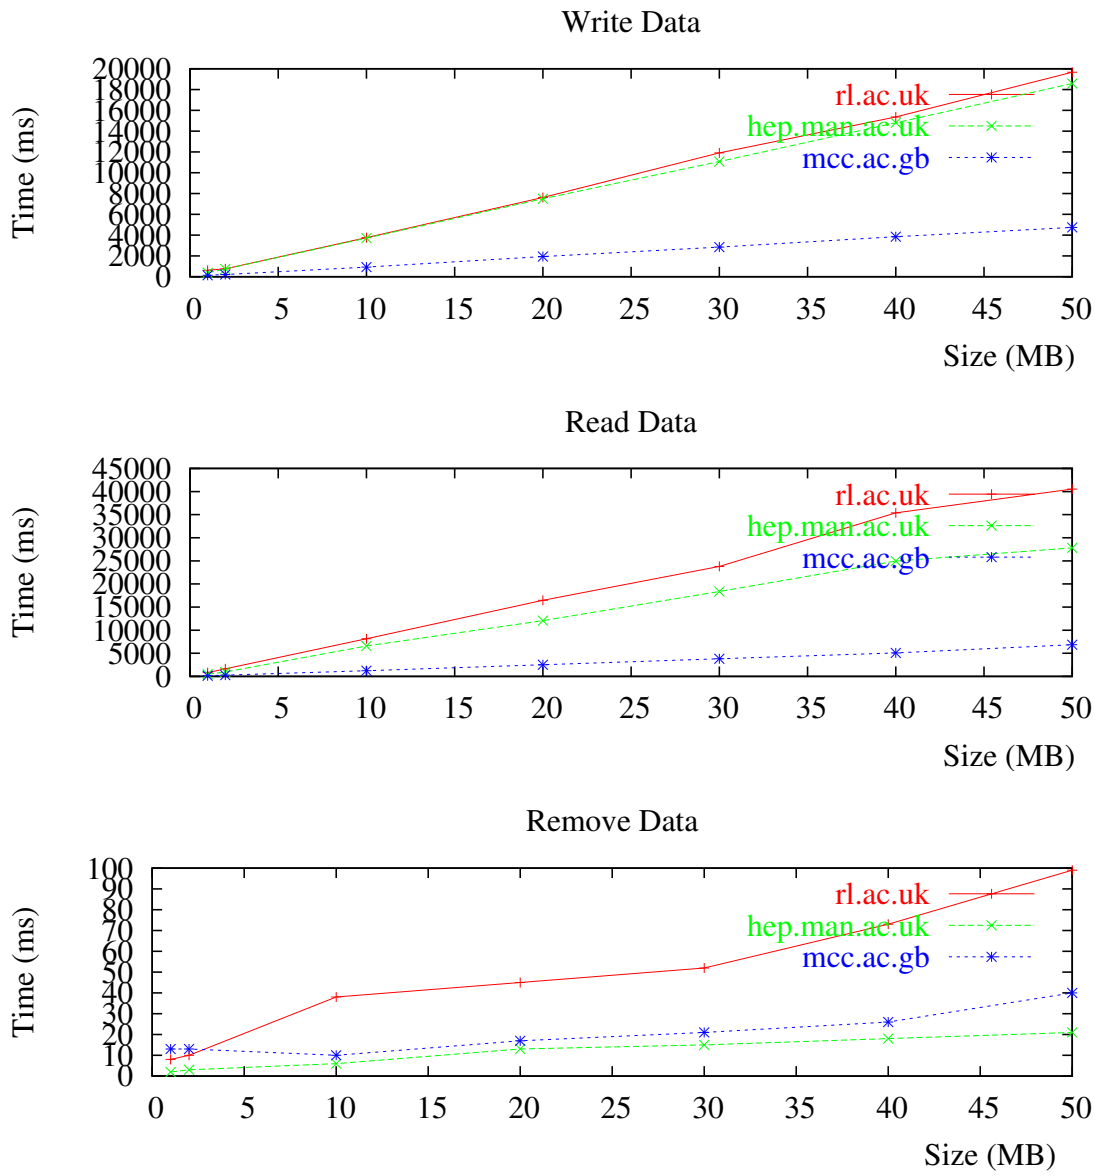 Write Data
Time (ms)
20000
18000
16000
14000
12000
10000
8000
6000
4000
2000
0
rl.ac.uk
hep.man.ac.uk
mcc.ac.gb
0 5 10 15 20 25 30 35 40 45 50
Size (MB)
Read Data
Time (ms)
45000
40000
35000
30000
25000
20000
15000
10000
5000
0
rl.ac.uk
hep.man.ac.uk
mcc.ac.gb
0 5 10 15 20 25 30 35 40 45 50
Size (MB)
Remove Data
Time (ms)
100
90
80
70
60
50
40
30
20
10
0
rl.ac.uk
hep.man.ac.uk
mcc.ac.gb
0 5 10 15 20 25 30 35 40 45 50
Size (MB)